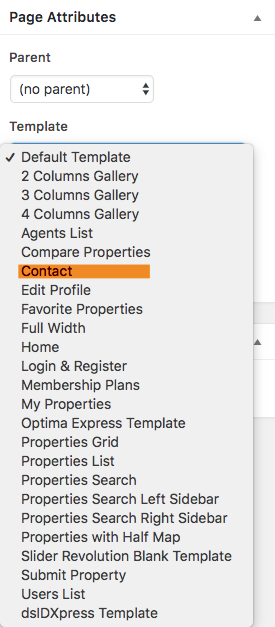 Page Attributes
Parent
(no parent)
Template
Default Template
2 Columns Gallery
3 Columns Gallery
4 Columns Gallery
Agents List
Compare Properties
Contact
Edit Profile
Favorite Properties
Full Width
Home
Login & Register
Membership Plans
My Properties
Optima Express Template
Properties Grid
Properties List
Properties Search
Properties Search Left Sidebar
Properties Search Right Sidebar
Properties with Half Map
Slider Revolution Blank Template
Submit Property
Users List
dsIDXpress Template